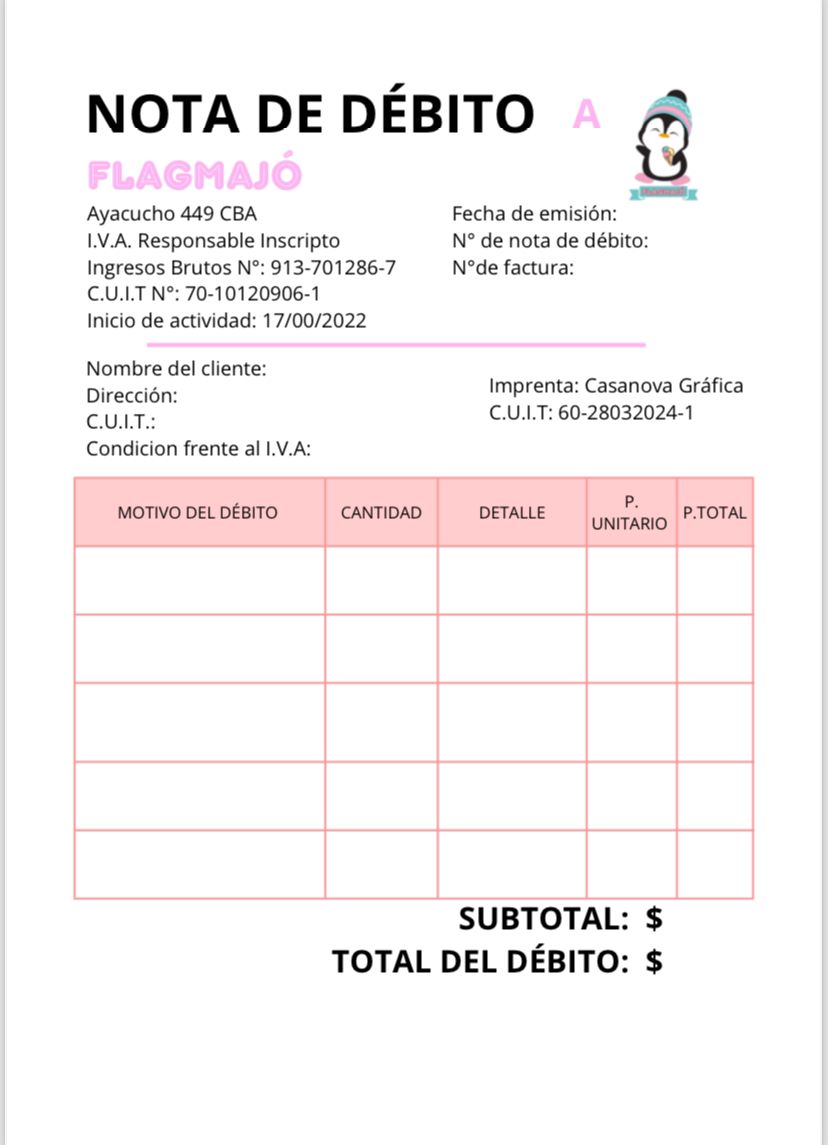 NOTA DE DÉBITO A
FLAGMAJÓ
FLAGMAJÓ
Ayacucho 449 CBA
I.V.A. Responsable Inscripto
Ingresos Brutos N°: 913-701286-7
C.U.I.T N°: 70-10120906-1
Inicio de actividad: 17/00/2022
Fecha de emisión:
N° de nota de débito:
N°de factura:
Nombre del cliente:
Dirección:
C.U.I.T.:
Condicion frente al I.V.A:
Imprenta: Casanova Gráfica
C.U.I.T: 60-28032024-1
MOTIVO DEL DÉBITO CANTIDAD DETALLE P. UNITARIO P.TOTAL
SUBTOTAL: $
TOTAL DEL DÉBITO: $